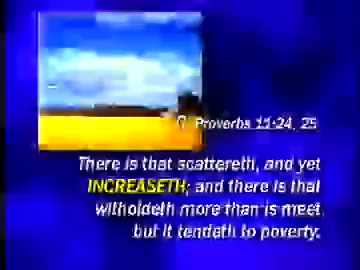 Proverbs 11:24, 25
There is that scattereth, and yet
INCREASETH; and there is that
witholdeth more than is meet,
but it tendeth to poverty.